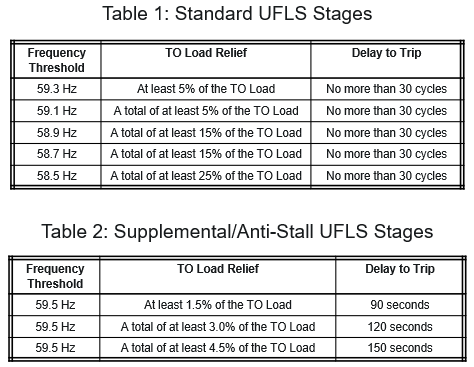 Table 1: Standard UFLS Stages
Frequency Threshold TO Load Relief Delay to Trip
59.3 Hz At least 5% of the TO Load No more than 30 cycles
59.1 Hz A total of at least 5% of the TO Load No more than 30 cycles
58.9 Hz A total of at least 15% of the TO Load No more than 30 cycles
58.7 Hz A total of at least 15% of the TO Load No more than 30 cycles
58.5 Hz A total of at least 25% of the TO Load No more than 30 cycles
Table 2: Supplemental/Anti-Stall UFLS Stages
Frequency Threshold TO Load Relief Delay to Trip
59.5 Hz At least 1.5% of the TO Load 90 seconds
59.5 Hz A total of at least 3.0% of the TO Load 120 seconds
59.5 Hz A total of at least 4.5% of the TO Load 150 seconds